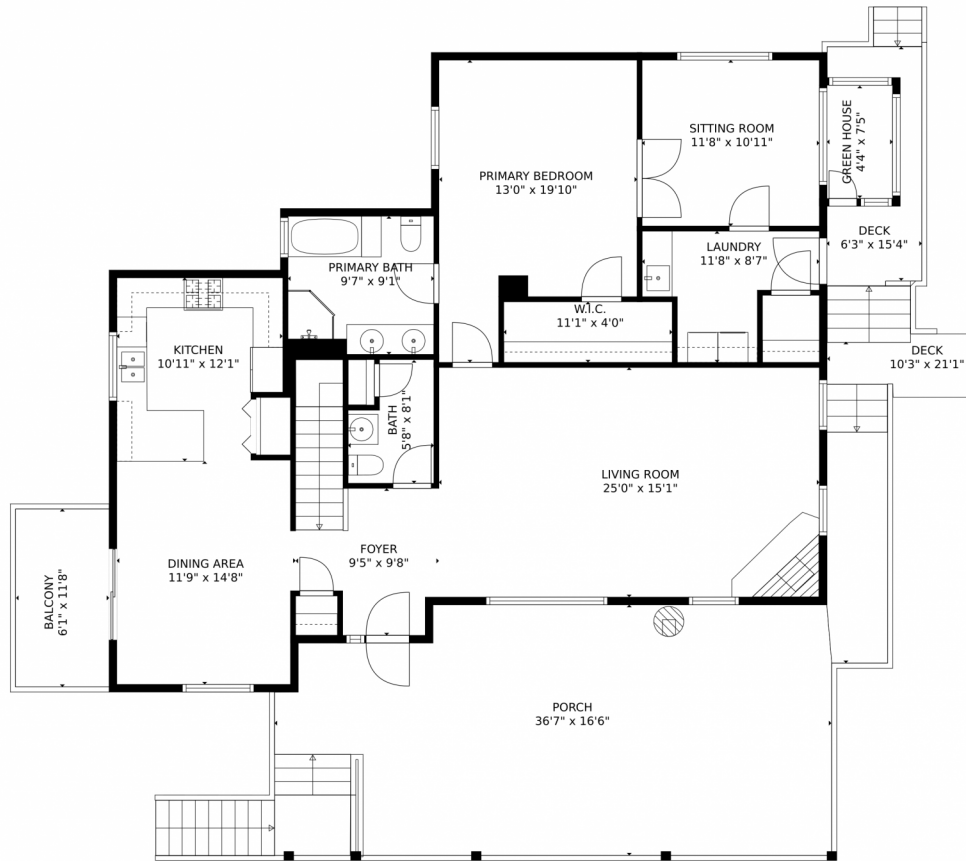 SITTING ROOM
11'8" x 10'11"
GREEN HOUSE
4'4" x 7'5"
PRIMARY BEDROOM
13'0" x 19'10"
DECK
6'3" x 15'4"
LAUNDRY
11'8" x 8'7"
PRIMARY BATH
9'7" x 9'1"
W.I.C.
11'1" x 4'0"
KITCHEN
10'11" x 12'1"
DECK
10'3" x 21'1"
BATH
5'8" x 8'1"
LIVING ROOM
25'0" x 15'1"
FOYER
9'5" x 9'8"
DINING AREA
11'9" x 14'8"
BALCONY
6'1" x 11'8"
PORCH
36'7" x 16'6"